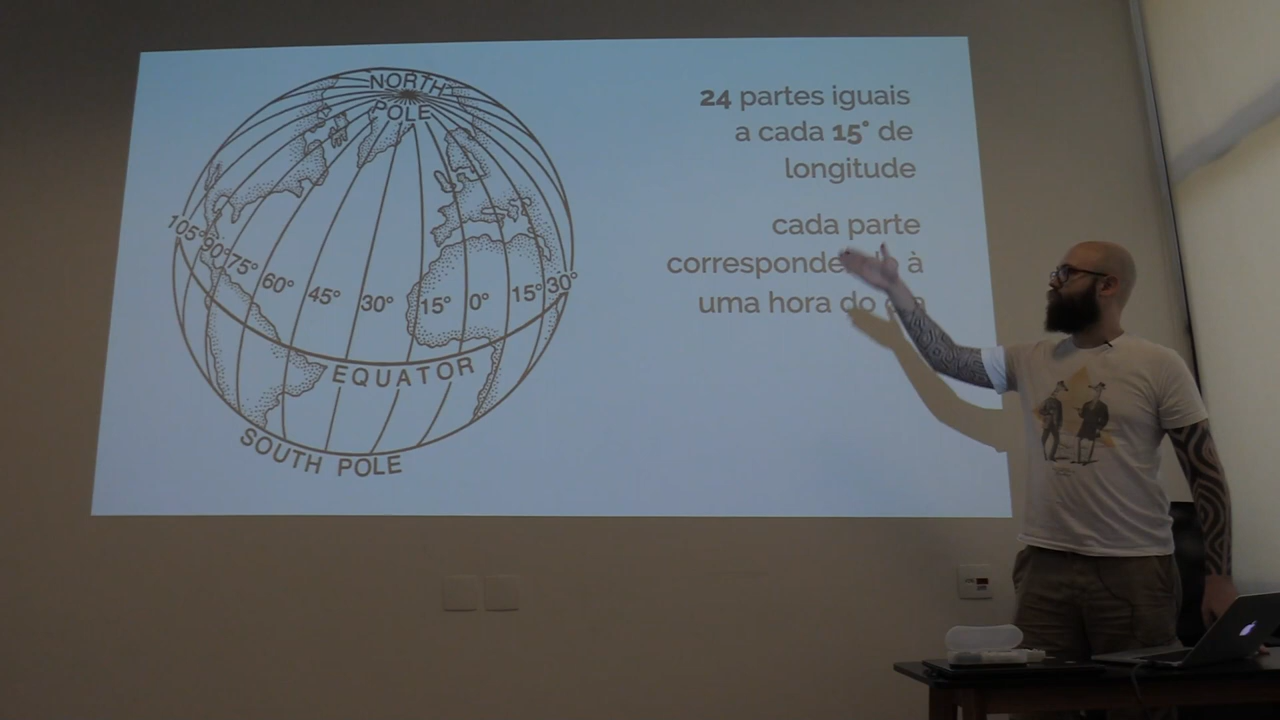 NORTH
POLE
105° 90° 75° 60° 45° 30° 15° 0° 15° 30°
EQUATOR
SOUTH POLE
24 partes iguais
a cada 15° de
longitude
cada parte
à
uma hora do